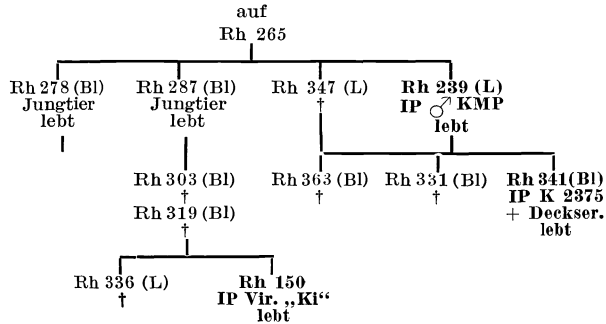 auf
Rh 265
Rh 278 (Bl) Rh 287 (Bl) Rh 347 (L) Rh 239 (L)
Jungtier Jungtier † IP ♂ KMP
lebt lebt lebt
Rh 303 (Bl) Rh 363 (Bl) Rh 331 (Bl) Rh 341 (Bl)
† † † IP K 2375
Rh 319 (Bl) + Deckser.
† lebt
Rh 336 (L) Rh 150
† IP Vir. „Ki“
lebt